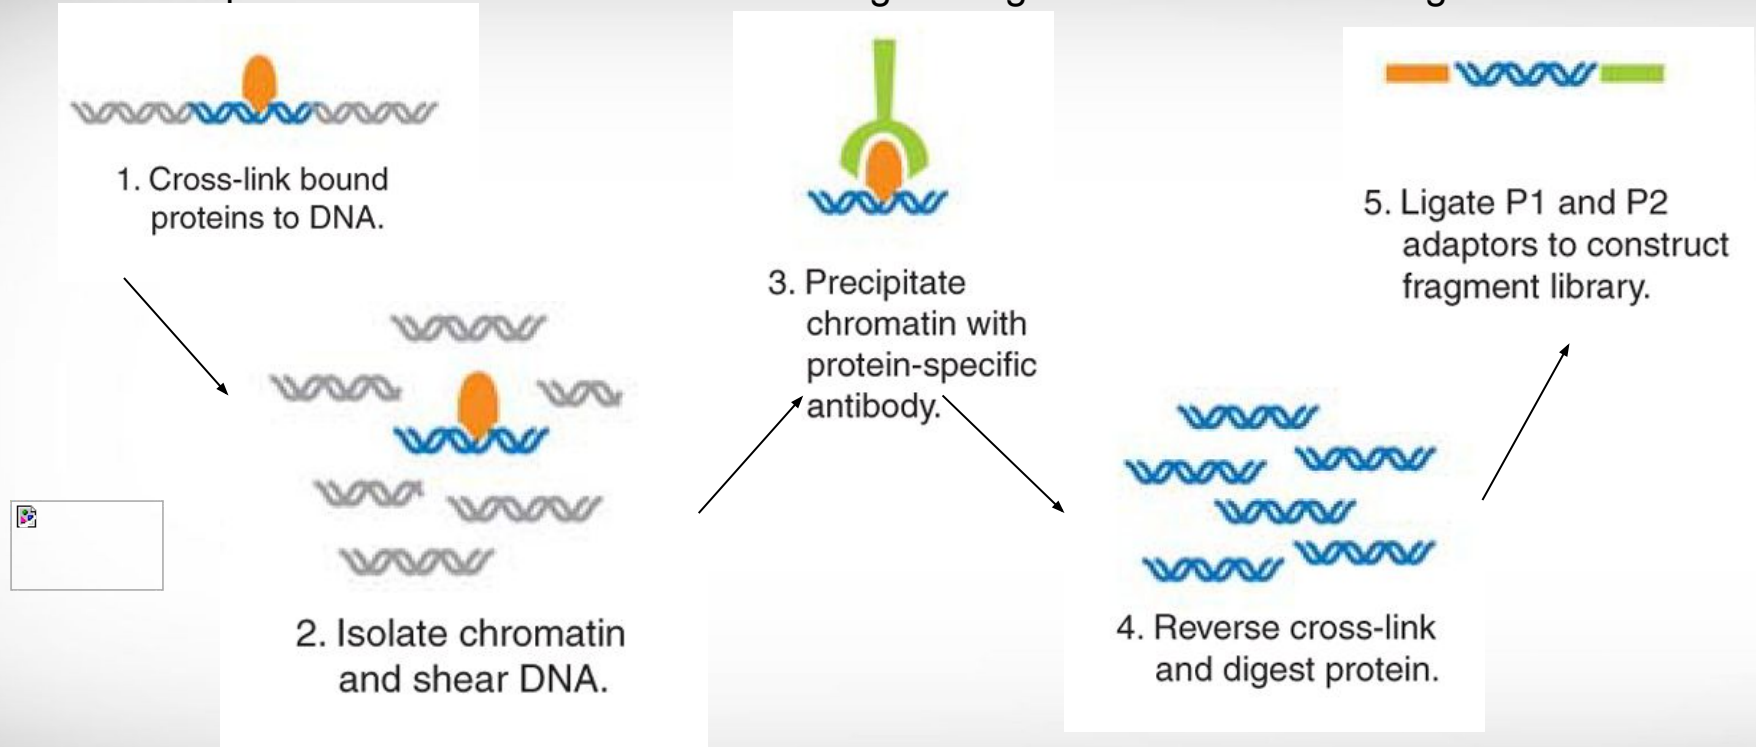 1. Cross-link bound
proteins to DNA.
2. Isolate chromatin
and shear DNA.
3. Precipitate
chromatin with
protein-specific
antibody.
4. Reverse cross-link
and digest protein.
5. Ligate P1 and P2
adaptors to construct
fragment library.